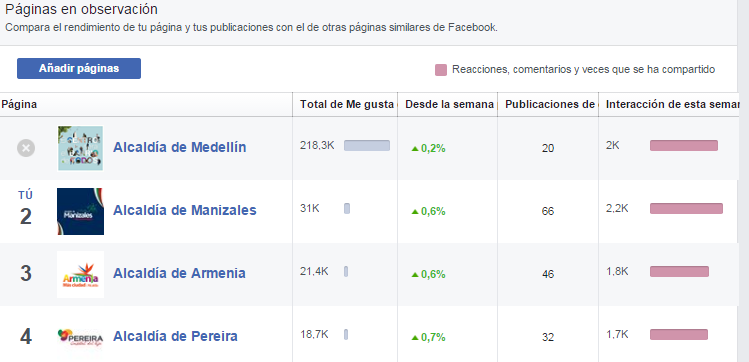 Páginas en observación
Compara el rendimiento de tu página y tus publicaciones con el de otras páginas similares de Facebook.
Añadir páginas
Reacciones, comentarios y veces que se ha compartido
Página Total de Me gusta Desde la semana Publicaciones de Interacción de esta
Alcaldía de Medellín 218,3K 0,2% 20 2K
TÚ
2 Manizales Alcaldía de Manizales 31K 0,6% 66 2,2K
3 Armenia Alcaldía de Armenia 21,4K 0,6% 46 1,8K
4 PEREIRA Alcaldía de Pereira 18,7K 0,7% 32 1,7K